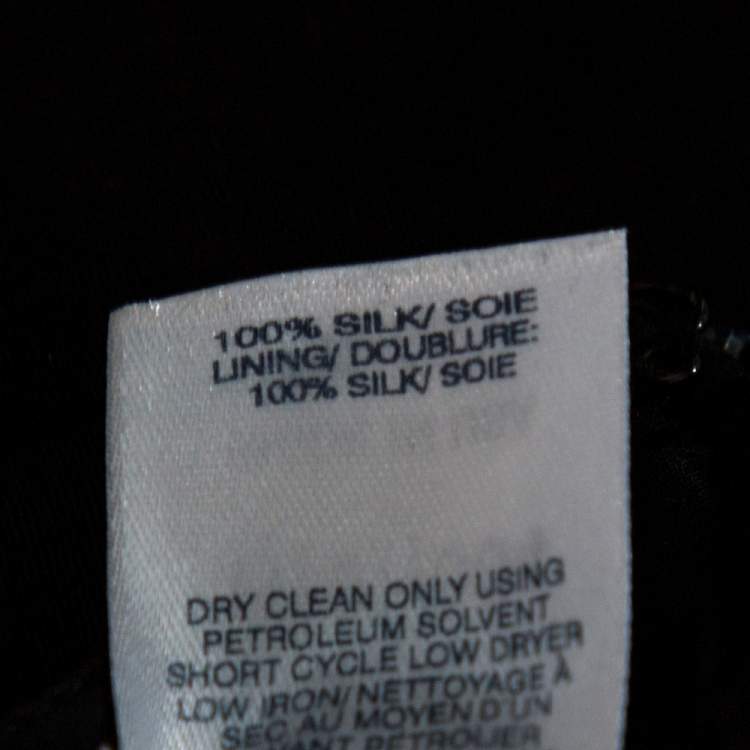 100% SILK/ SOIE
LINING/ DOUBLURE:
100% SILK/ SOIE
DRY CLEAN ONLY USING
PETROLEUM SOLVENT
SHORT CYCLE LOW DRYER
LOW IRON/ NETTOYAGE À
SEC AU MOYEN D'UN
PETROLIER